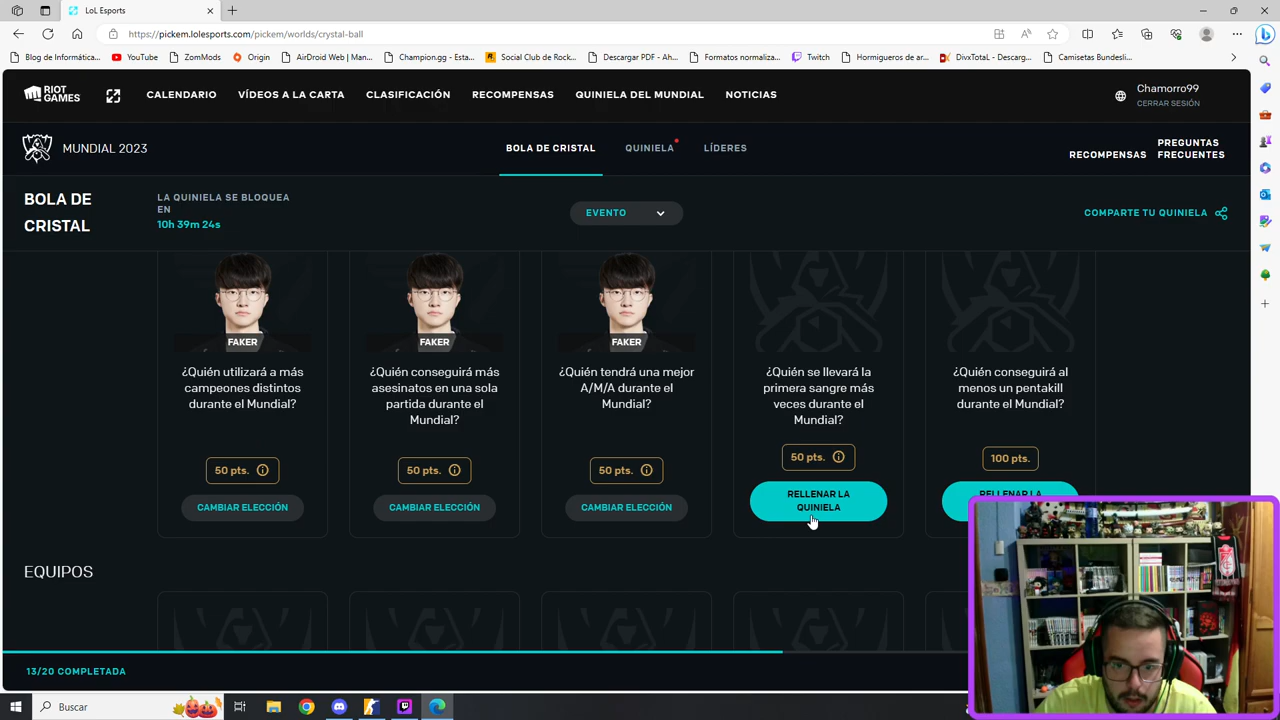 LoL Esports
https://pickem.lolesports.com/pickem/worlds/crystal-ball
Blog de Informática...
YouTube
ZomMods
Origin
AirDroid Web | Man...
Champion.gg - Esta...
Social Club de Rock...
Descargar PDF - Ah...
Formatos normaliza...
Twitch
Hormigueros de ar...
DivxTotaL - Descarg...
Camisetas Bundesli...
RIOT GAMES
CALENDARIO
VÍDEOS A LA CARTA
CLASIFICACIÓN
RECOMPENSAS
QUINIELA DEL MUNDIAL
NOTICIAS
Chamorro99
CERRAR SESIÓN
MUNDIAL 2023
BOLA DE CRISTAL
QUINIELA
LÍDERES
RECOMPENSAS
PREGUNTAS
FRECUENTES
BOLA DE
CRISTAL
LA QUINIELA SE BLOQUEA
EN
10h 39m 24s
EVENTO
COMPARTE TU QUINIELA
FAKER
¿Quién utilizará a más
campeones distintos
durante el Mundial?
50 pts.
CAMBIAR ELECCIÓN
FAKER
¿Quién conseguirá más
asesinatos en una sola
partida durante el
Mundial?
50 pts.
CAMBIAR ELECCIÓN
FAKER
¿Quién tendrá una mejor
A/M/A durante el
Mundial?
50 pts.
CAMBIAR ELECCIÓN
¿Quién se llevará la
primera sangre más
veces durante el
Mundial?
50 pts.
RELLENAR LA
QUINIELA
¿Quién conseguirá al
menos un pentakill
durante el Mundial?
100 pts.
RELLENAR LA
EQUIPOS
13/20 COMPLETADA
Buscar